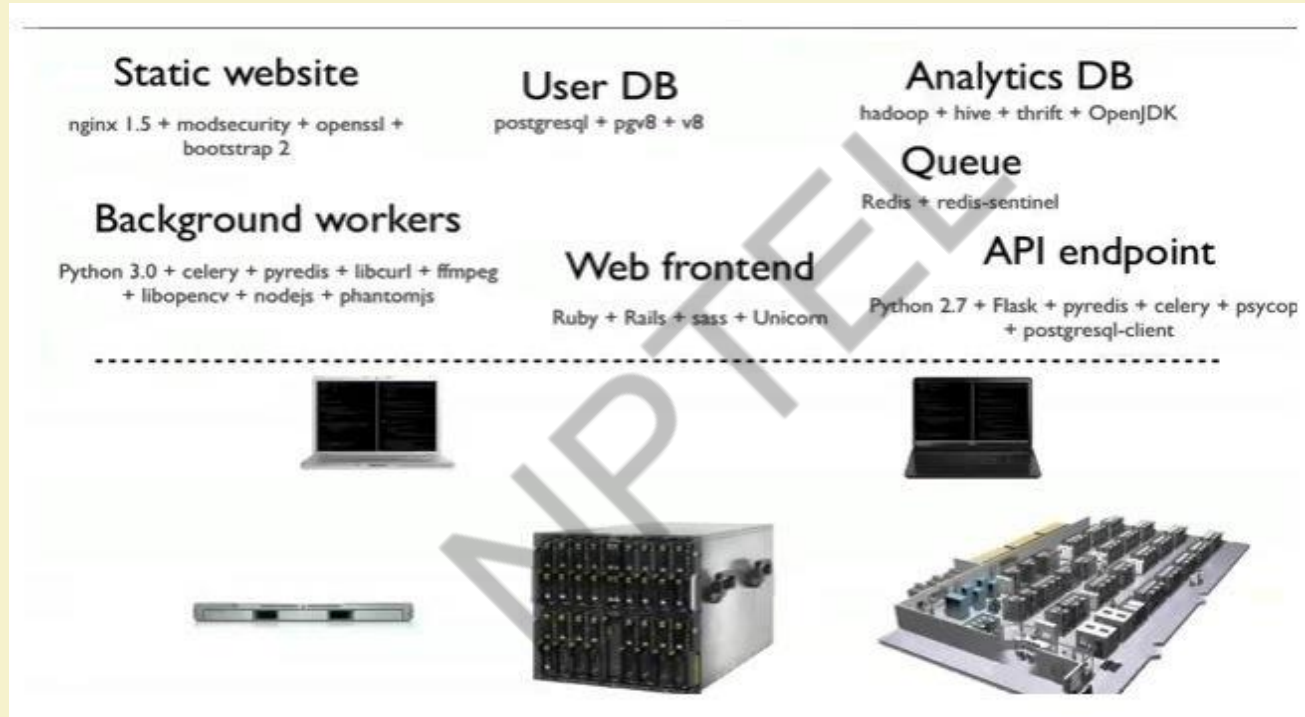 Static website
nginx 1.5 + modsecurity + openssl +
bootstrap 2
User DB
postgresql + pgv8 + v8
Analytics DB
hadoop + hive + thrift + OpenJDK
Queue
Redis + redis-sentinel
Background workers
Python 3.0 + celery + pyredis + libcurl + ffmpeg
+ libopencv + nodejs + phantomjs
Web frontend
Ruby + Rails + sass + Unicorn
API endpoint
Python 2.7 + Flask + pyredis + celery + psycop
+ postgresql-client
NPTEL